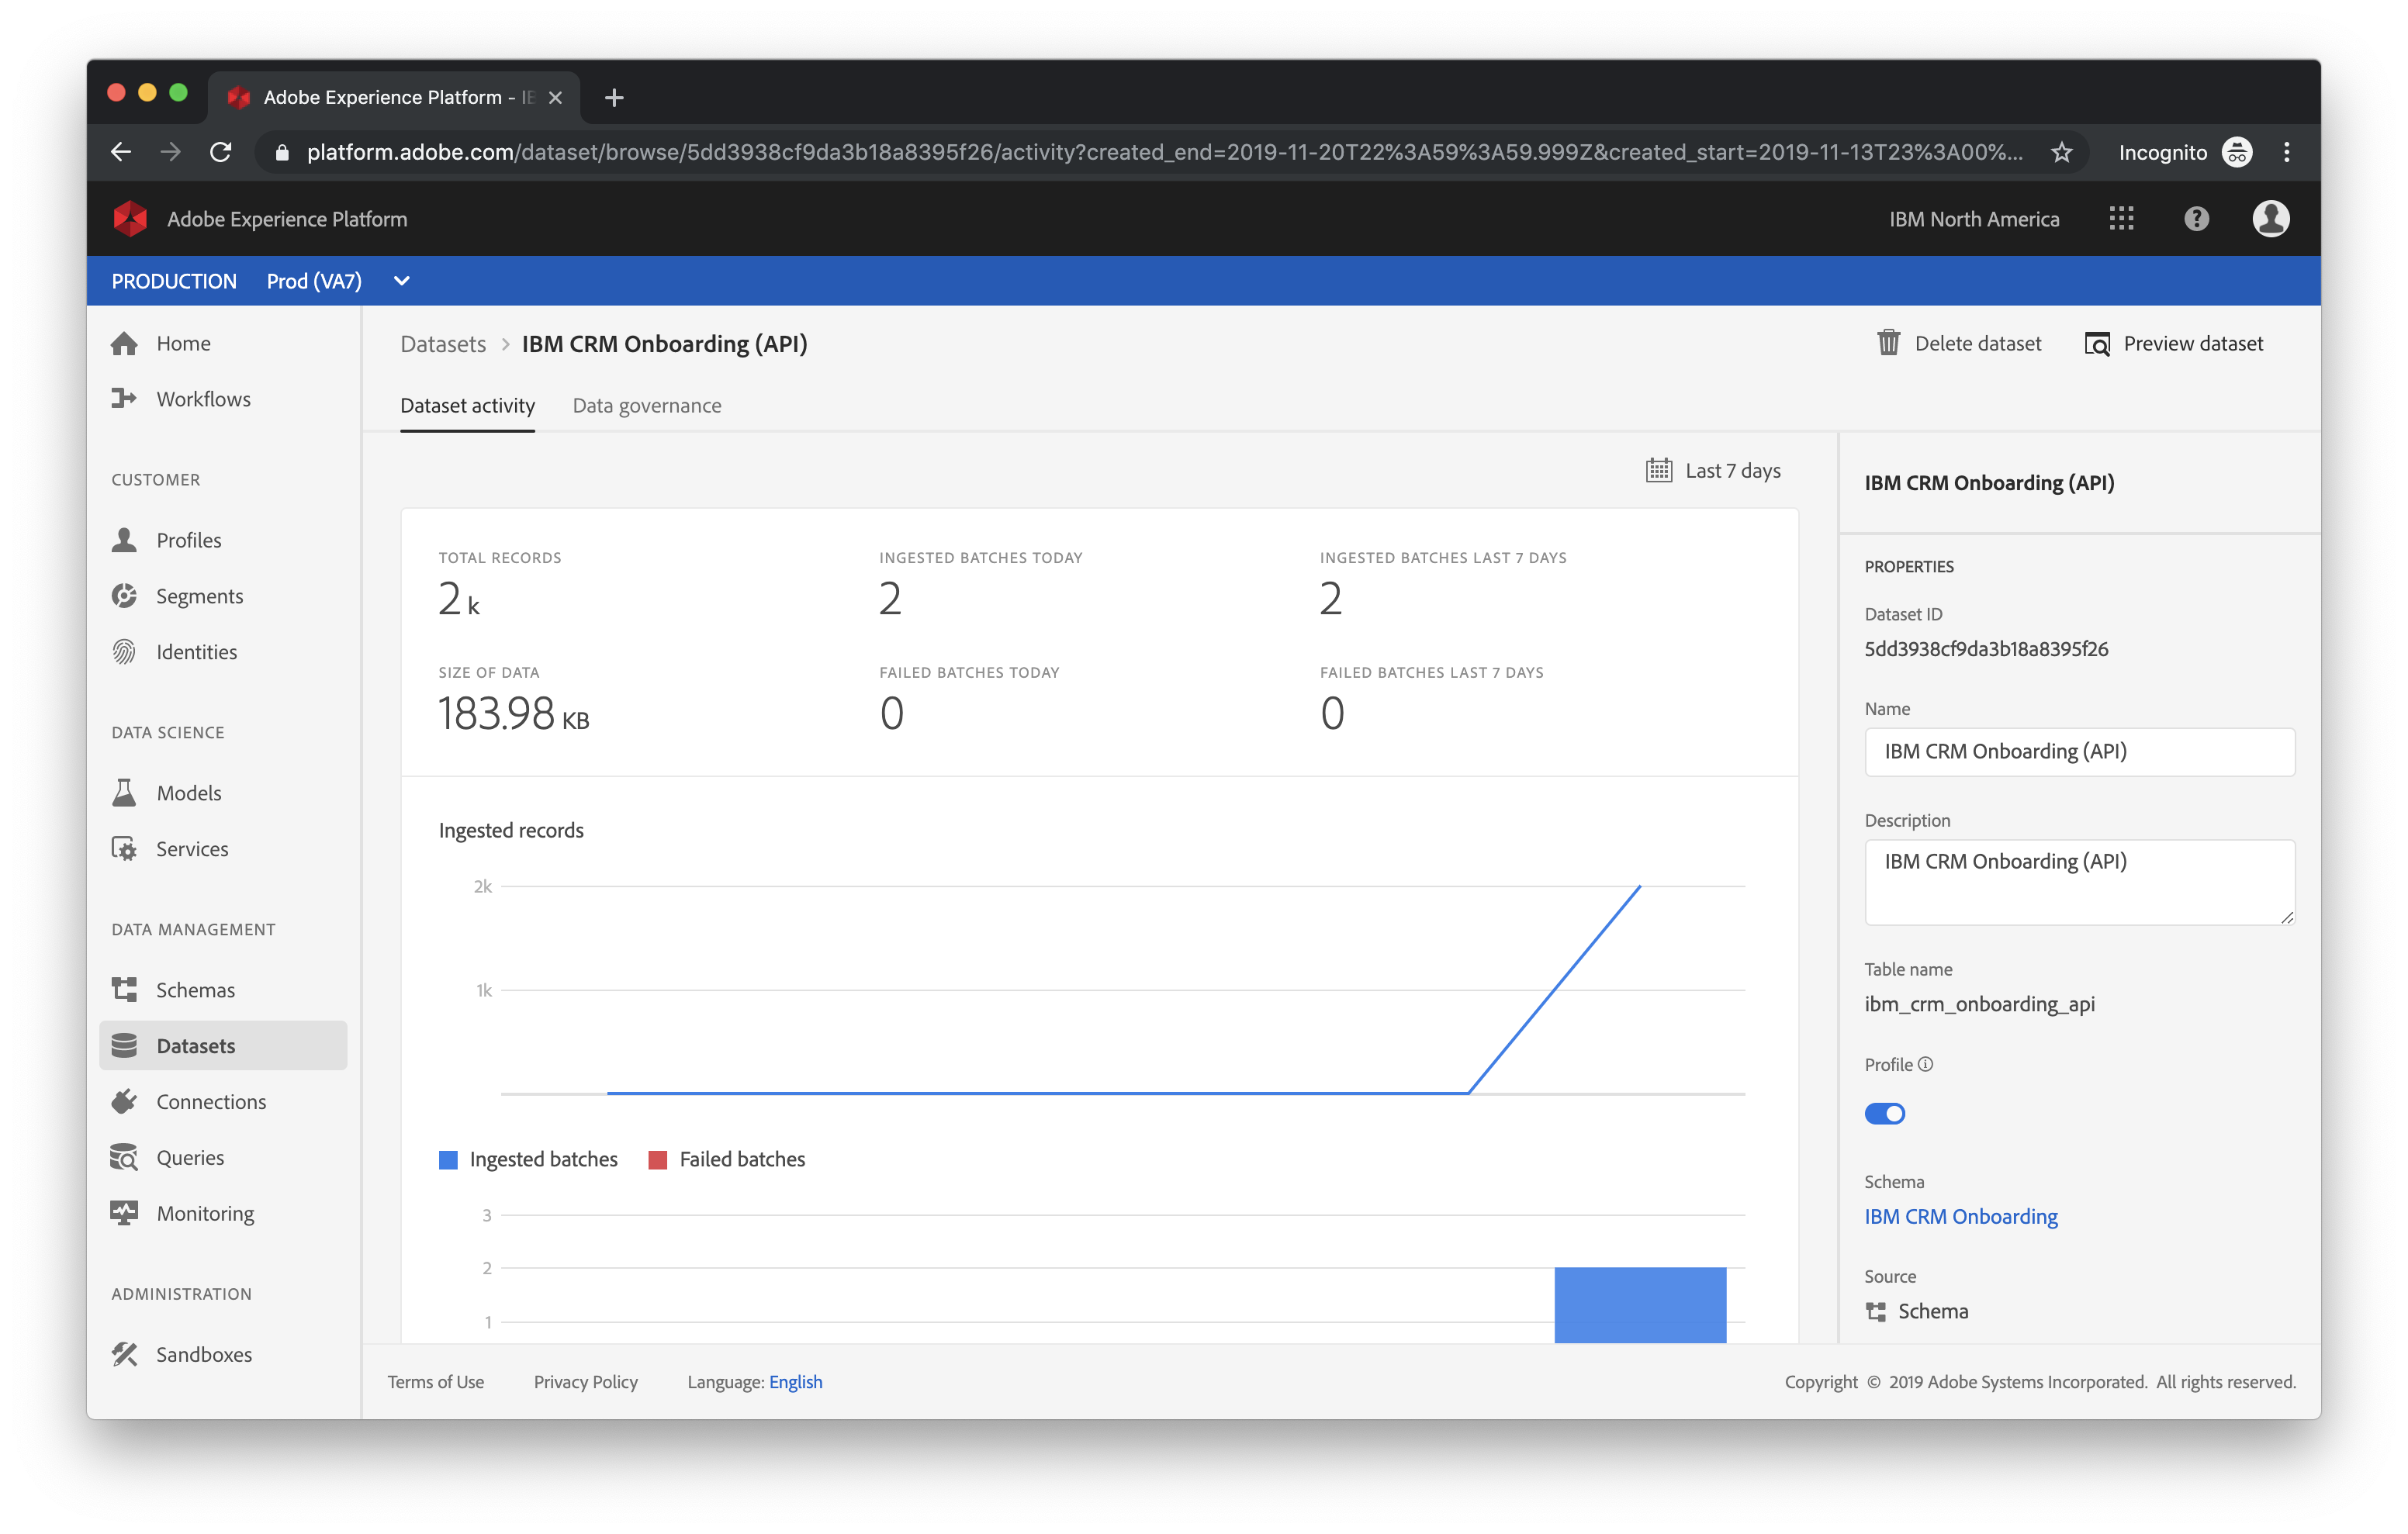 Adobe Experience Platform - IB
platform.adobe.com/dataset/browse/5dd3938cf9da3b18a8395f26/activity?created_end=2019-11-20T22%3A59%3A59.999Z&created_start=2019-11-13T23%3A00%...
Incognito
Adobe Experience Platform
IBM North America
PRODUCTION Prod (VA7)
Home
Workflows
CUSTOMER
Profiles
Segments
Identities
DATA SCIENCE
Models
Services
DATA MANAGEMENT
Schemas
Datasets
Connections
Queries
Monitoring
ADMINISTRATION
Sandboxes
Datasets > IBM CRM Onboarding (API)
Delete dataset
Preview dataset
Dataset activity
Data governance
Last 7 days
TOTAL RECORDS
2 k
INGESTED BATCHES TODAY
2
INGESTED BATCHES LAST 7 DAYS
2
SIZE OF DATA
183.98 KB
FAILED BATCHES TODAY
0
FAILED BATCHES LAST 7 DAYS
0
Ingested records
2k
1k
Ingested batches
Failed batches
3
2
1
IBM CRM Onboarding (API)
PROPERTIES
Dataset ID
5dd3938cf9da3b18a8395f26
Name
IBM CRM Onboarding (API)
Description
IBM CRM Onboarding (API)
Table name
ibm_crm_onboarding_api
Profile
Schema
IBM CRM Onboarding
Source
Schema
Terms of Use
Privacy Policy
Language: English
Copyright © 2019 Adobe Systems Incorporated. All rights reserved.